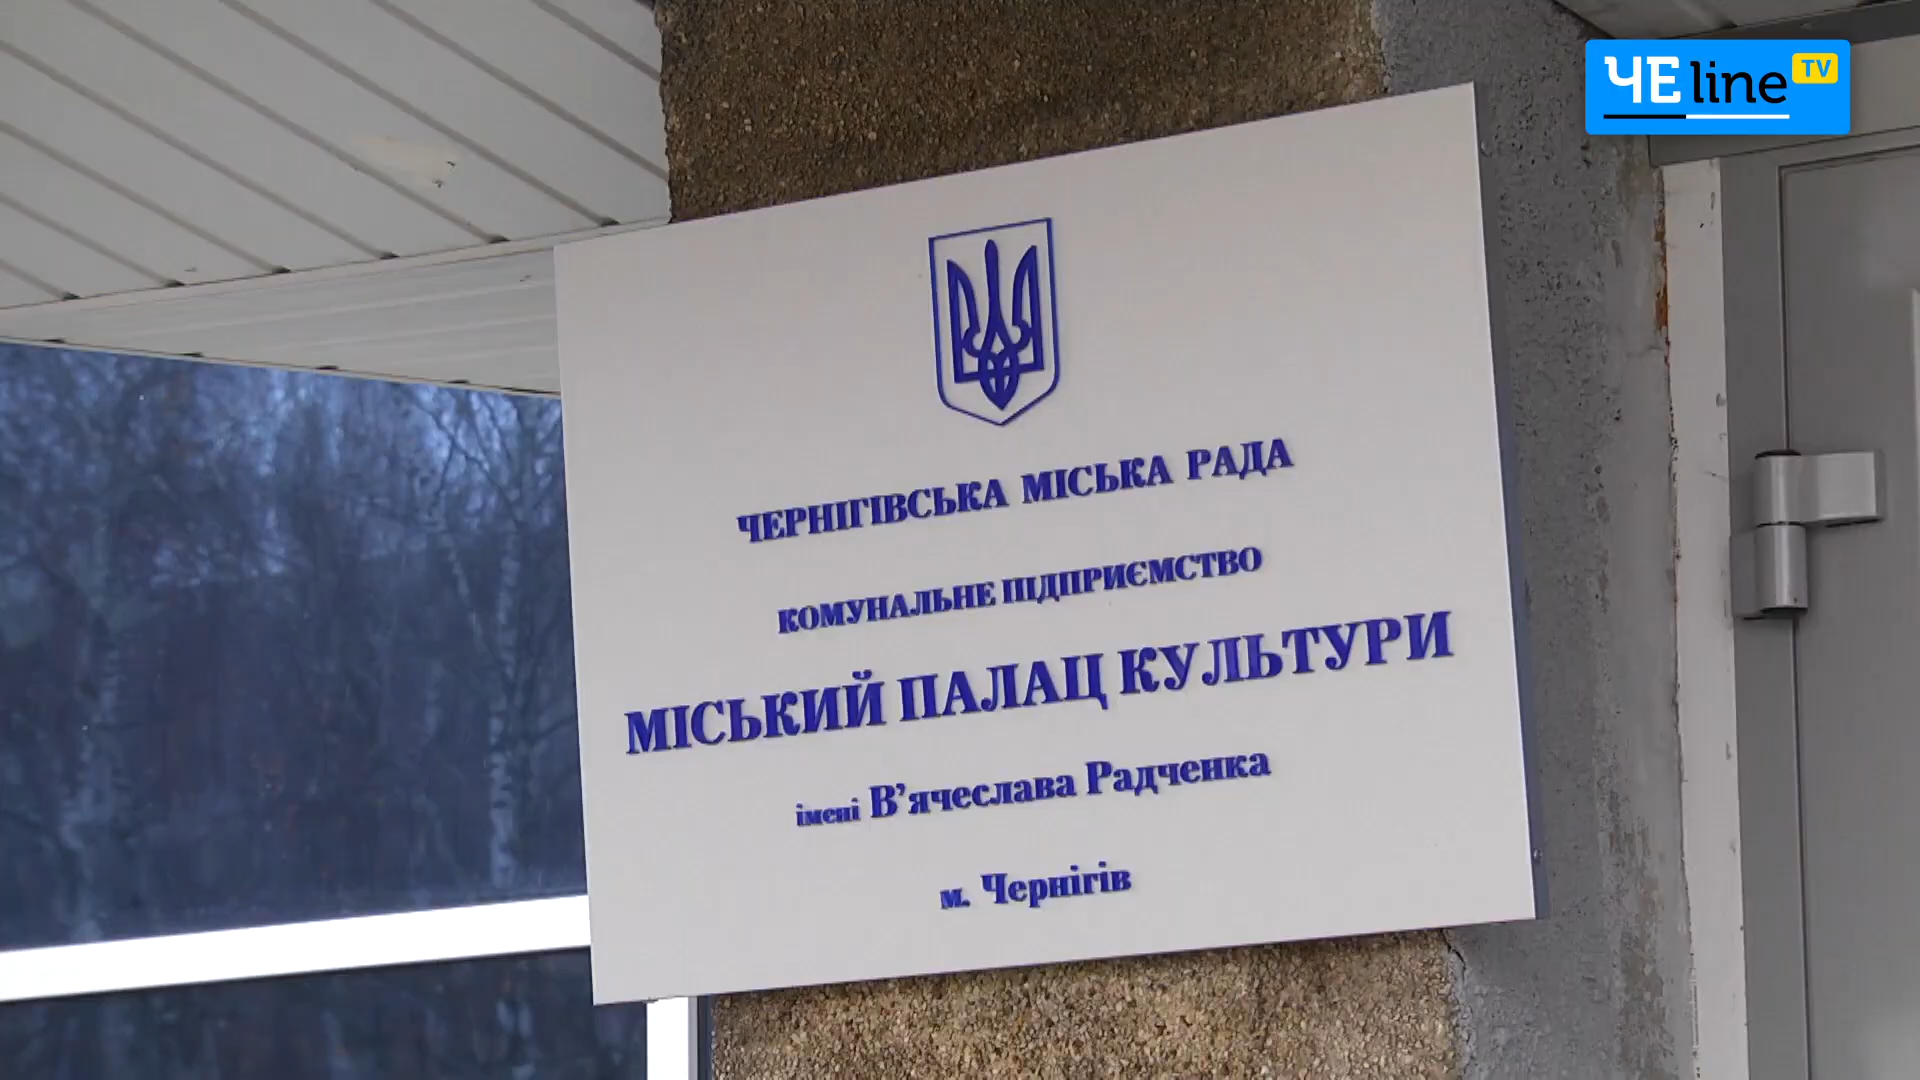 ЧЕline TV
ЧЕРНІГІВСЬКА МІСЬКА РАДА
КОМУНАЛЬНЕ ПІДПРИЄМСТВО
МІСЬКИЙ ПАЛАЦ КУЛЬТУРИ
імені В’ячеслава Радченка
м. Чернігів